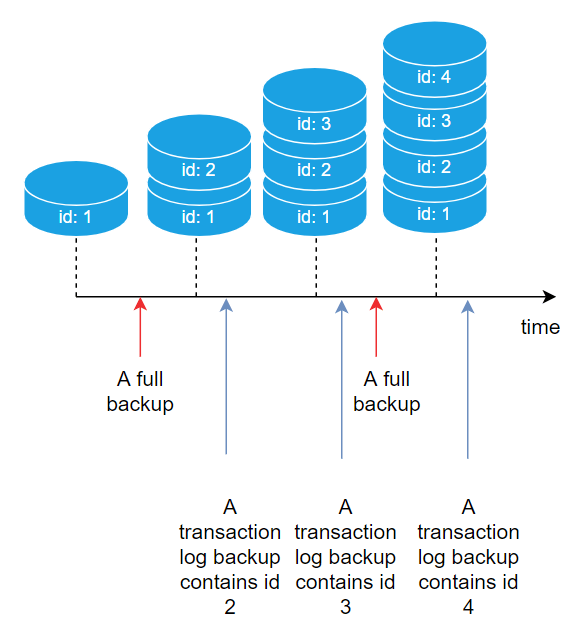 id: 1
id: 2
id: 1
id: 3
id: 2
id: 1
id: 4
id: 3
id: 2
id: 1
time
A full
backup
A full
backup
A
transaction
log backup
contains id
2
A
transaction
log backup
contains id
3
A
transaction
log backup
contains id
4